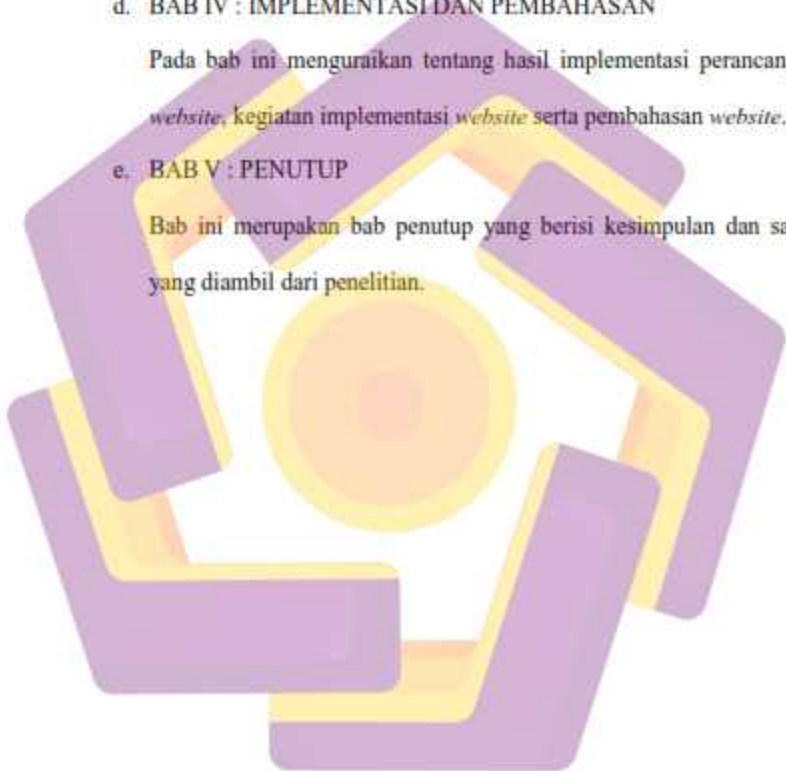 d. BAB IV : IMPLEMENTASI DAN PEMBAHASAN
Pada bab ini menguraikan tentang hasil implementasi perancan
website, kegiatan implementasi website serta pembahasan website.
e. BAB V : PENUTUP
Bab ini merupakan bab penutup yang berisi kesimpulan dan sa
yang diambil dari penelitian.